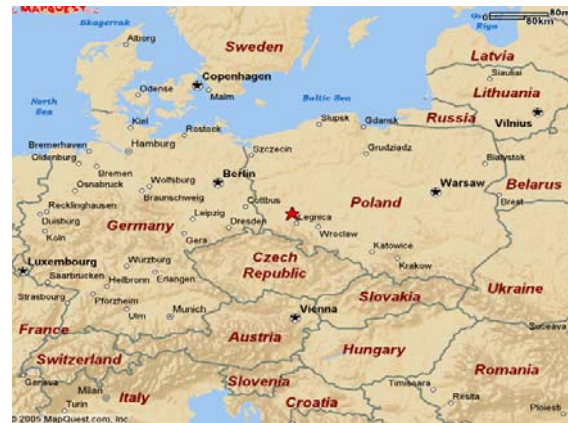 MAPQUEST
80m
80km
Skagerrak
Riga
Alborg
Sweden
Latvia
Siauliai
Copenhagen
Lithuania
Odense
Malm
Baltic Sea
North
Sea
Kiel
Slupsk
Gdansk
Russia
Vilnius
Rostock
Bremerhaven
Hamburg
Szczecin
Grudziadz
Oldenburg
Bremen
Bialystok
Osnabruck
Wolfsburg
Berlin
Warsaw
Belarus
Braunschweig
Cottbus
Poland
Brest
Recklinghausen
Leipzig
Legnica
Duisburg
Germany
Dresden
Wroclaw
Koln
Gera
Katowice
Czech
Republic
Krakow
Luxembourg
Wurzburg
Saarbrucken
Heilbronn
Erlangen
Slovakia
Ukraine
Strasbourg
Pforzheim
Vienna
Ulm
Munich
France
Suceava
Austria
Hungary
Switzerland
Romania
Geneva
Slovenia
Timisoara
Milan
Italy
Resita
Turin
Croatia
Ploiesti
© 2005 MapQuest.com, Inc.